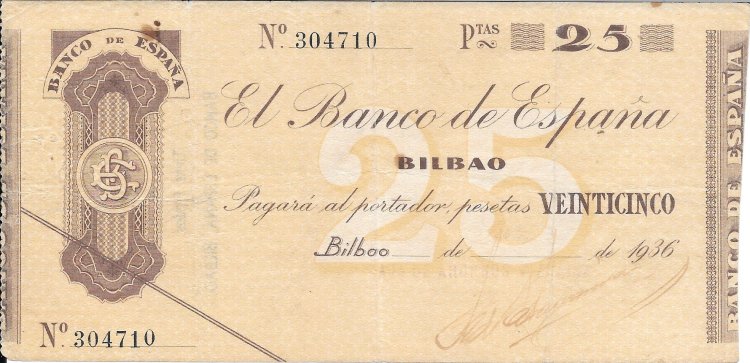 BANCO DE ESPAÑA
Nº 304710
PTAS 25
El Banco de España
BILBAO
25
Pagará al portador, pesetas VEINTICINCO
Bilbao de de 1936
Nº 304710
BANCO DE ESPAÑA